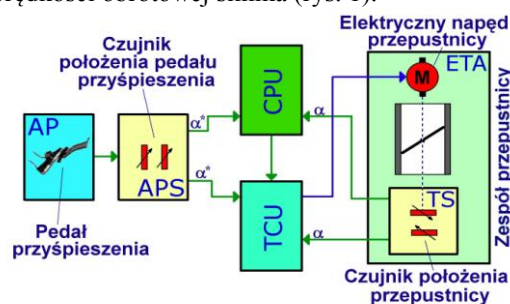 rędności obrotowej silnika (rys. 1).
Elektryczny napęd
przepustnicy
Czujnik
położenia pedału
przyśpieszenia
M
ETA
AP
α*
CPU
α
APS
α*
TCU
α
TS
Zespół przepustnicy
Pedał
przyśpieszenia
Czujnik położenia
przepustnicy